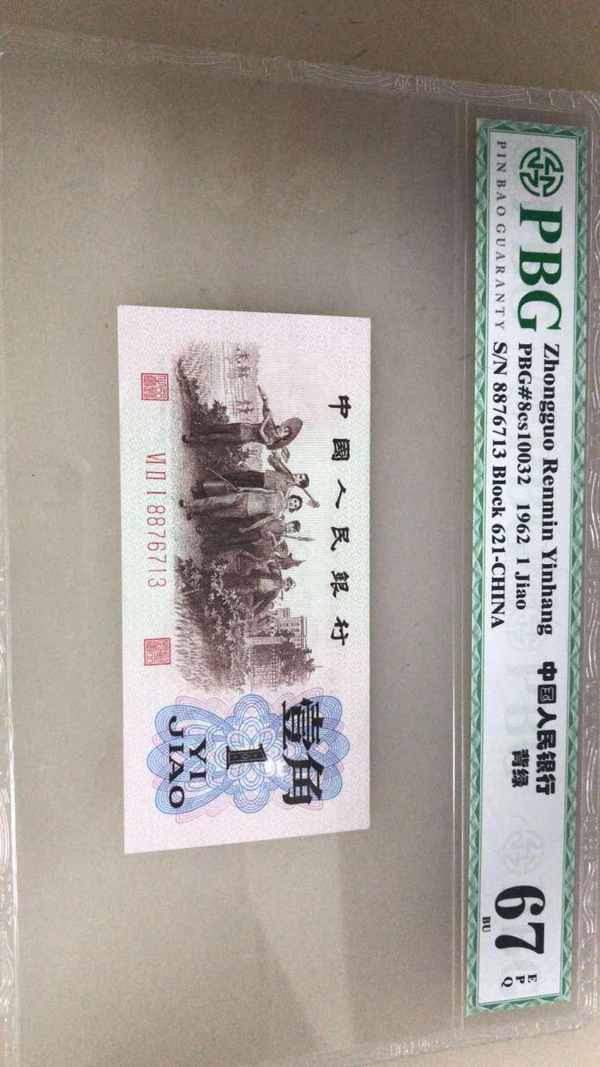 PBG
PIN BAO GUARANTY
Zhongguo Renmin Yinhang
PBG#8cs10032 1962 1 Jiao
S/N 8876713 Block 621-CHINA
中国人民银行
背绿
67
EPQ
BU
中國人民銀行
壹角
1
YI
JIAO
VI II I 8876713